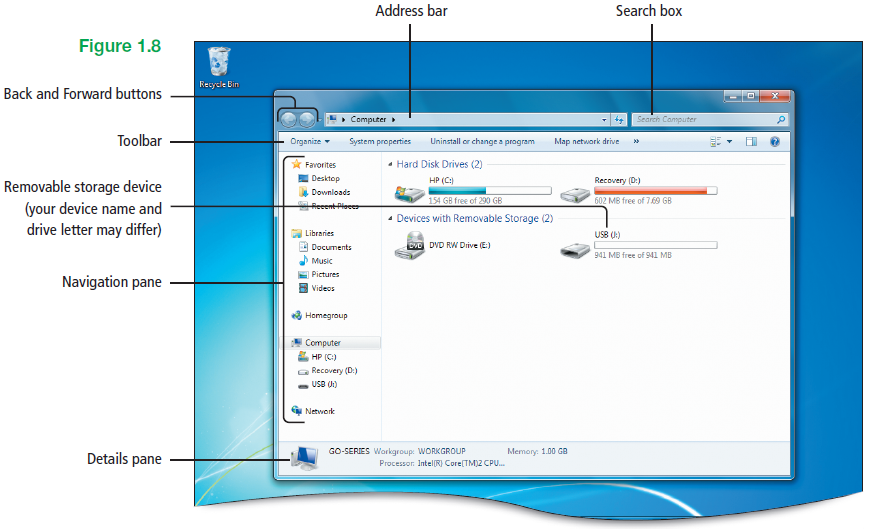 Address bar
Search box
Figure 1.8
Recycle Bin
Back and Forward buttons
Computer
Search Computer
Toolbar
Organize
System properties
Uninstall or change a program
Map network drive
»
Removable storage device
(your device name and
drive letter may differ)
Navigation pane
Favorites
Desktop
Downloads
Recent Places
Libraries
Documents
Music
Pictures
Videos
Homegroup
Computer
HP (C:)
Recovery (D:)
USB (J:)
Network
Hard Disk Drives (2)
HP (C:)
154 GB free of 290 GB
Recovery (D:)
602 MB free of 7.69 GB
Devices with Removable Storage (2)
DVD
DVD RW Drive (E:)
USB (J:)
941 MB free of 941 MB
Details pane
GO-SERIES Workgroup: WORKGROUP Memory: 1.00 GB
Processor: Intel(R) Core(TM)2 CPU...